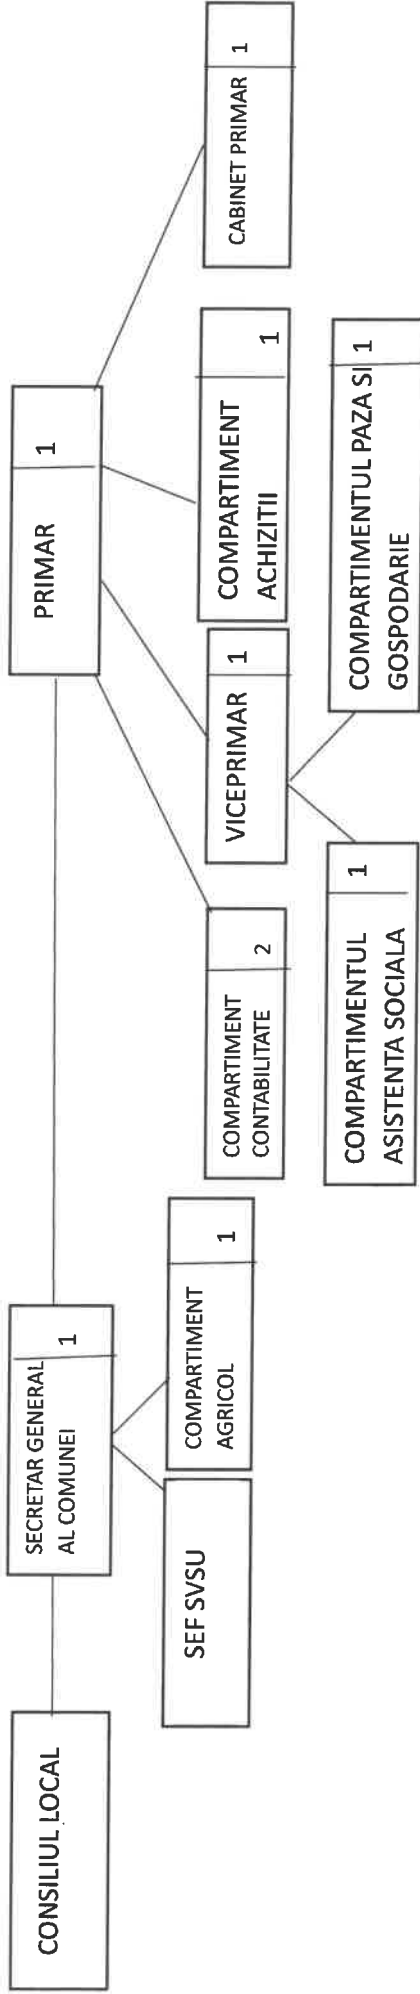 CONSILIUL LOCAL
SECRETAR GENERAL 1
AL COMUNEI
PRIMAR 1
SEF SVSU
COMPARTIMENT 1
AGRICOL
COMPARTIMENT 2
CONTABILITATE
VICEPRIMAR 1
COMPARTIMENT
ACHIZITII 1
CABINET PRIMAR 1
COMPARTIMENTUL 1
ASISTENTA SOCIALA
COMPARTIMENTUL PAZA SI 1
GOSPODARIE